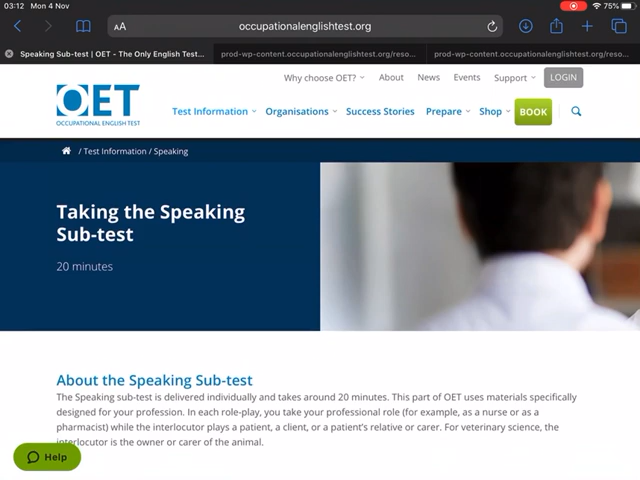 03:12 Mon 4 Nov
75%
AA
occupationalenglishtest.org
Speaking Sub-test | OET - The Only English Test...
prod-wp-content.occupationalenglishtest.org/reso...
prod-wp-content.occupationalenglishtest.org/reso...
Why choose OET?
About
News
Events
Support
LOGIN
OET
OCCUPATIONAL ENGLISH TEST
Test Information
Organisations
Success Stories
Prepare
Shop
BOOK
/ Test Information / Speaking
Taking the Speaking
Sub-test
20 minutes
About the Speaking Sub-test
The Speaking sub-test is delivered individually and takes around 20 minutes. This part of OET uses materials specifically
designed for your profession. In each role-play, you take your professional role (for example, as a nurse or as a
pharmacist) while the interlocutor plays a patient, a client, or a patient's relative or carer. For veterinary science, the
interlocutor is the owner or carer of the animal.
Help